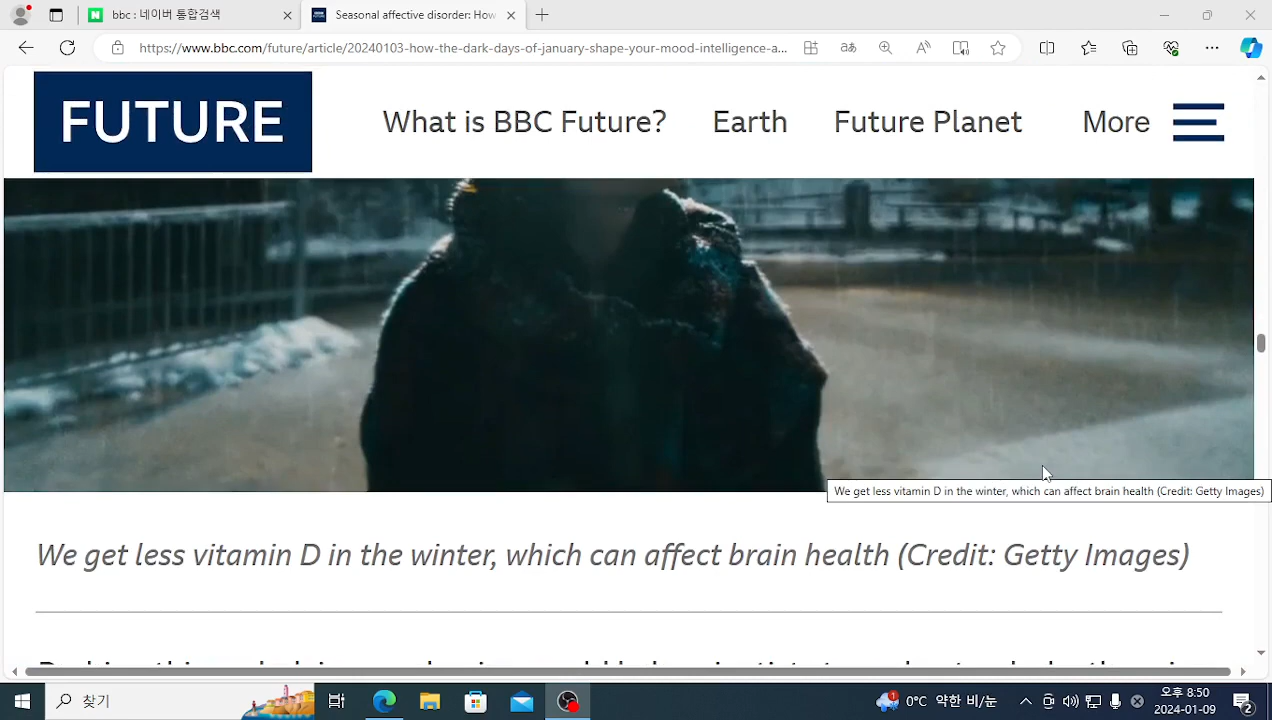 bbc : 네이버 통합검색
Seasonal affective disorder: How
https://www.bbc.com/future/article/20240103-how-the-dark-days-of-january-shape-your-mood-intelligence-a...
FUTURE
What is BBC Future?
Earth
Future Planet
More
We get less vitamin D in the winter, which can affect brain health (Credit: Getty Images)
We get less vitamin D in the winter, which can affect brain health (Credit: Getty Images)
찾기
1
0°C 약한 비/눈
오후 8:50
2024-01-09
2